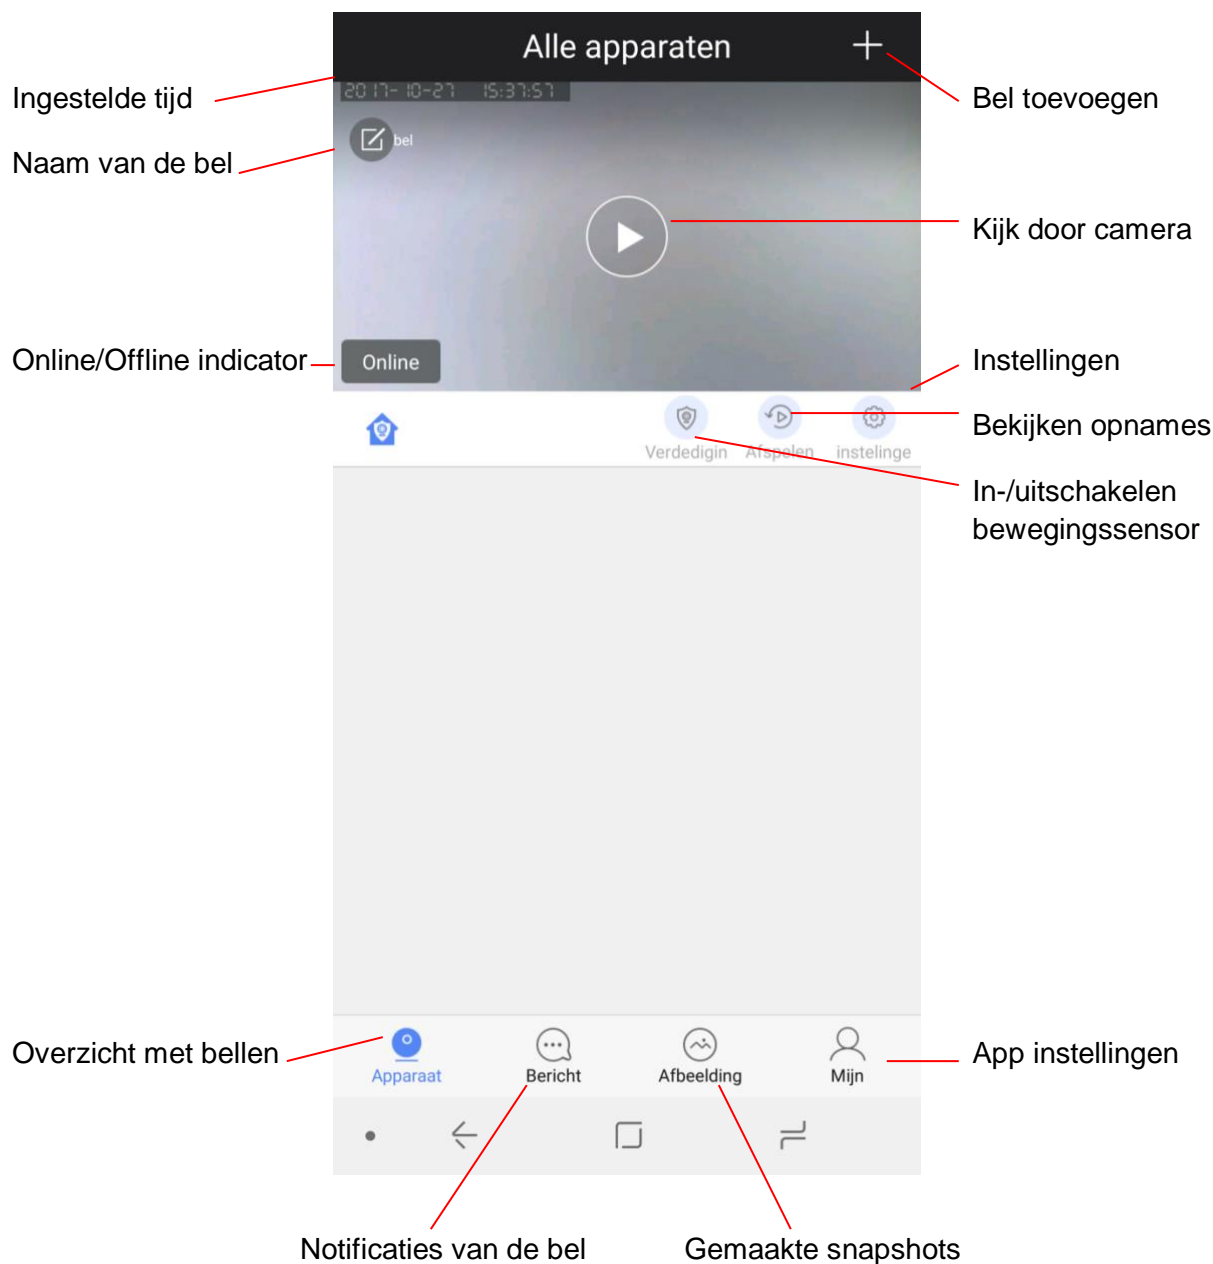 Alle apparaten
Ingestelde tijd
2017-10-27 15:37:57
Bel toevoegen
Naam van de bel
bel
Kijk door camera
Online/Offline indicator
Online
Instellingen
Bekijken opnames
Verdedigin
Afspelen
instelinge
In-/uitschakelen
bewegingssensor
Overzicht met bellen
Apparaat
Bericht
Afbeelding
Mijn
App instellingen
Notificaties van de bel
Gemaakte snapshots